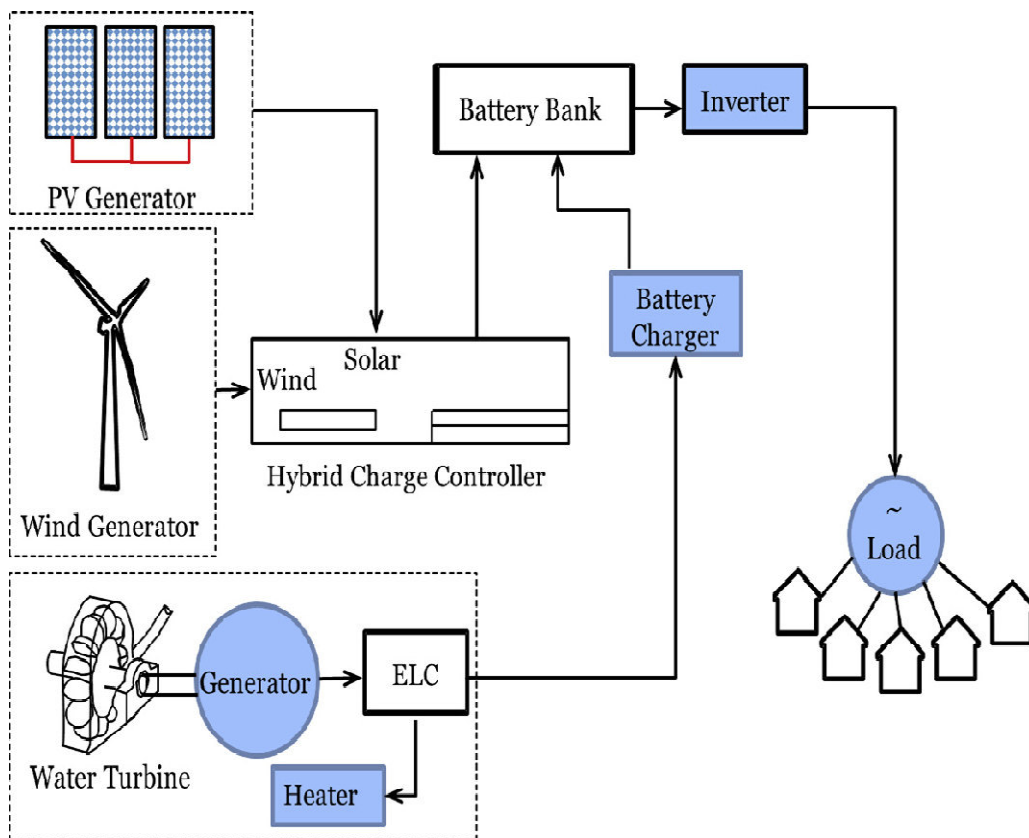 PV Generator
Battery Bank
Inverter
Battery
Charger
Solar
Wind
Hybrid Charge Controller
Wind Generator
~
Load
Generator
ELC
Water Turbine
Heater